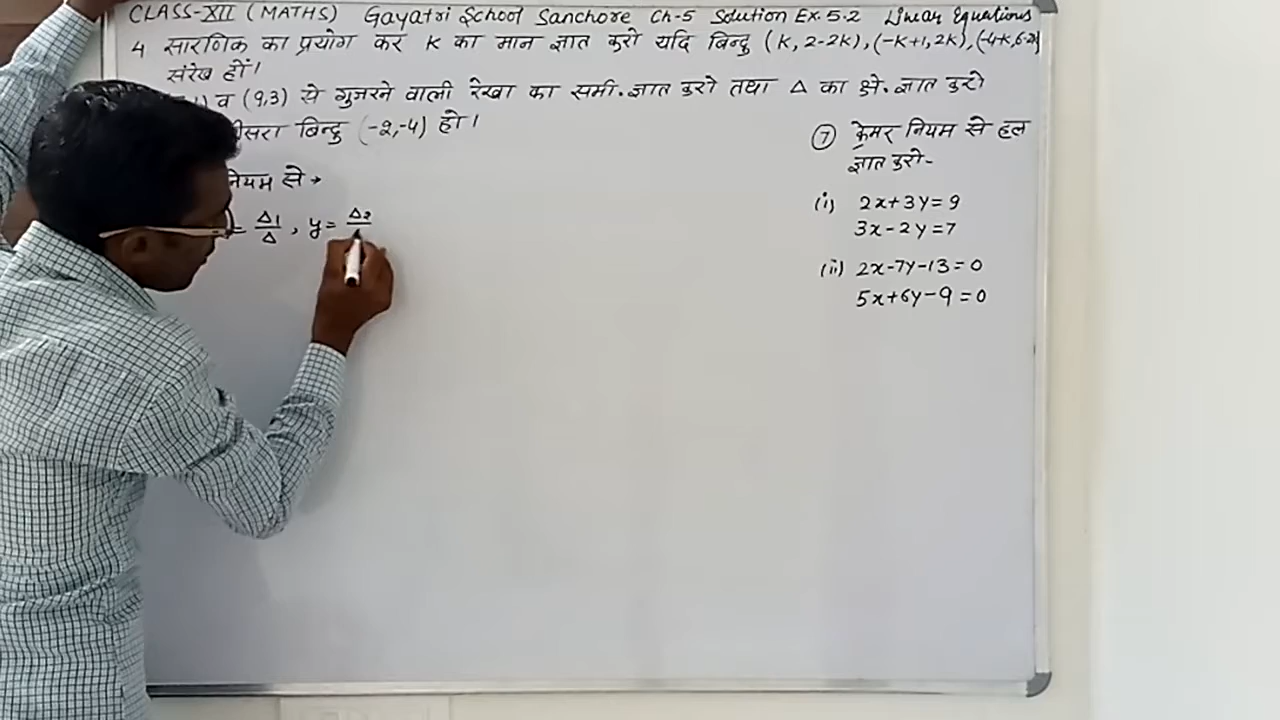 CLASS-XII (MATHS) Gayatri School Sanchore Ch-5 Solution Ex. 5.2 Linear Equations
4 सारणिक का प्रयोग कर K का मान ज्ञात करो यदि बिन्दु (K, 2-2K), (-K+1, 2K), (-4-K, 6-2K)
संरेख हों।
व (9,3) से गुजरने वाली रेखा का समी. ज्ञात करो तथा Δ का क्षे. ज्ञात करो
बिन्दु (-2,-4) हो।
से →
= Δ1/Δ , y = Δ2/
⑦ क्रेमर नियम से हल
ज्ञात करो-
(i) 2x+3y=9
3x-2y=7
(ii) 2x-7y-13=0
5x+6y-9=0